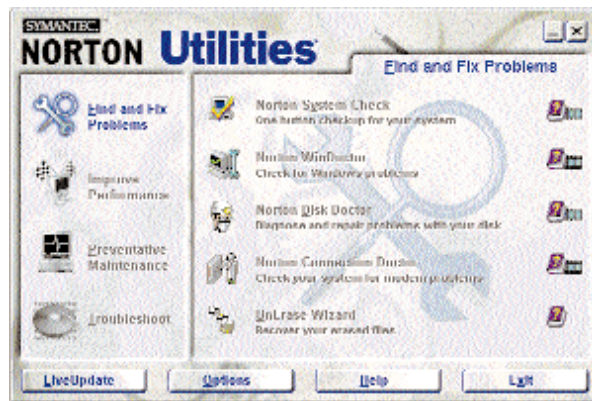 SYMANTEC.
NORTON Utilities
Find and Fix Problems
Find and Fix
Problems
Improve
Performance
Preventative
Maintenance
Troubleshoot
Norton System Check
One button checkup for your system
Norton WinDoctor
Check for Windows problems
Norton Disk Doctor
Diagnose and repair problems with your disk
Norton Connection Doctor
Check your system for modem problems
UnErase Wizard
Recover your erased files
LiveUpdate
Options
Help
Exit